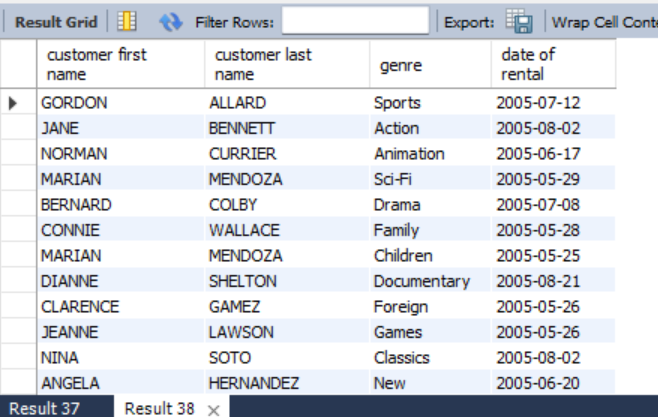 Result Grid Filter Rows: Export: Wrap Cell Conte
customer first name customer last name genre date of rental
GORDON ALLARD Sports 2005-07-12
JANE BENNETT Action 2005-08-02
NORMAN CURRIER Animation 2005-06-17
MARIAN MENDOZA Sci-Fi 2005-05-29
BERNARD COLBY Drama 2005-07-08
CONNIE WALLACE Family 2005-05-28
MARIAN MENDOZA Children 2005-05-25
DIANNE SHELTON Documentary 2005-08-21
CLARENCE GAMEZ Foreign 2005-05-26
JEANNE LAWSON Games 2005-05-26
NINA SOTO Classics 2005-08-02
ANGELA HERNANDEZ New 2005-06-20
Result 37 Result 38